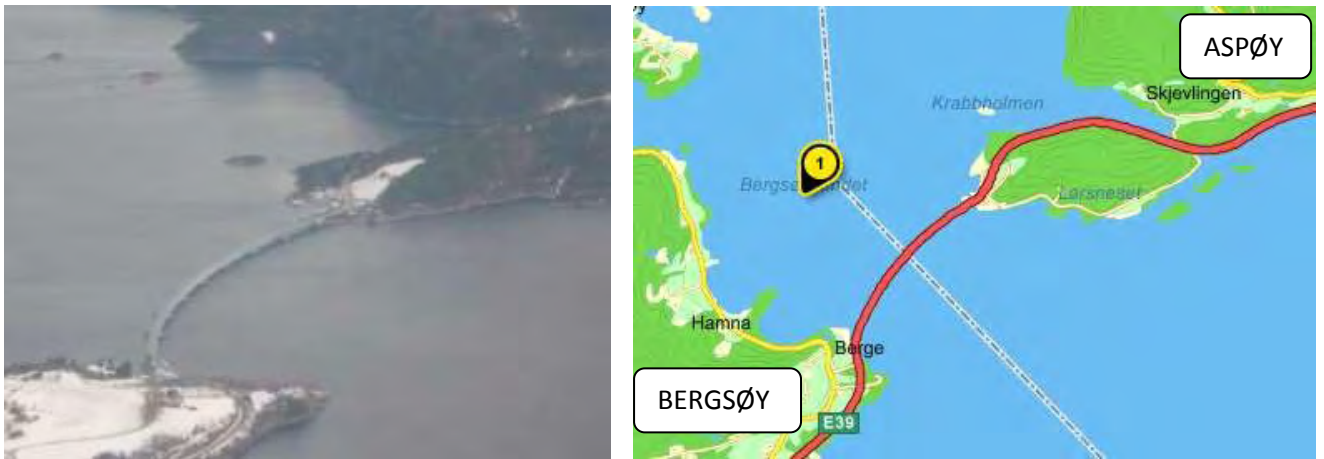 ASPØY
Skjevlingen
Krabbholmen
1
Lørsneset
Hamna
Berge
BERGSØY
E39